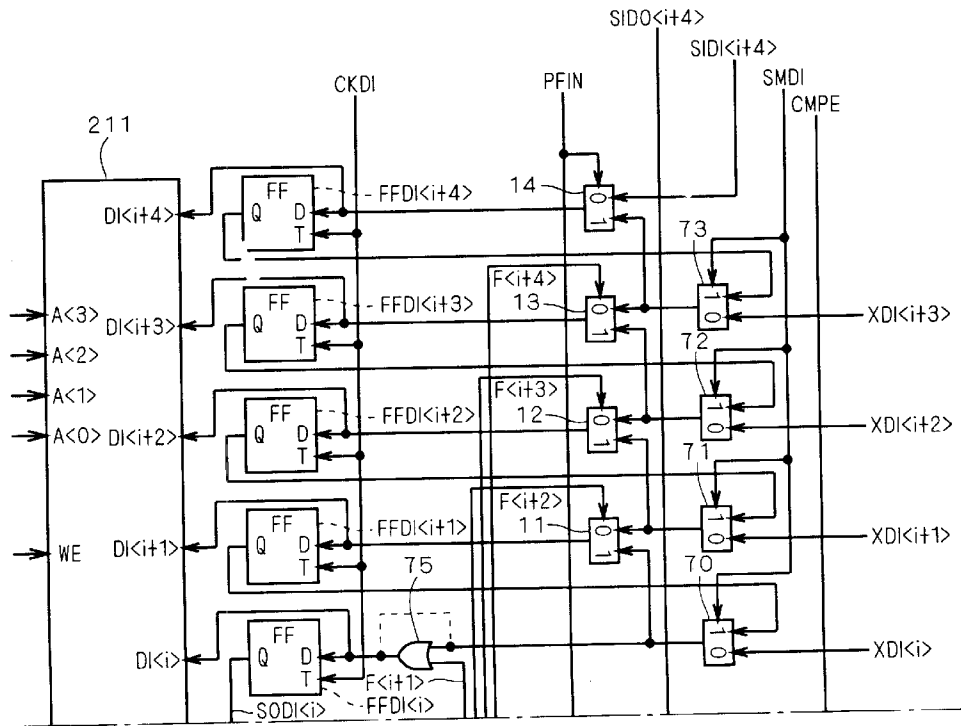 SIDO<i+4>
SIDI<i+4>
SMDI
CMPE
CKDI
PFIN
211
DI<i+4>
FF
Q
D
T
FFDI<i+4>
14
0
1
73
F<i+4>
13
0
1
1
0
XDI<i+3>
A<3>
DI<i+3>
FF
Q
D
T
FFDI<i+3>
A<2>
72
A<1>
F<i+3>
12
0
1
1
0
XDI<i+2>
A<0>
DI<i+2>
FF
Q
D
T
FFDI<i+2>
71
F<i+2>
11
0
1
1
0
XDI<i+1>
WE
DI<i+1>
FF
Q
D
T
FFDI<i+1>
75
70
1
0
XDI<i>
DI<i>
FF
Q
D
T
F<i+1>
SODI<i>
FFDI<i>